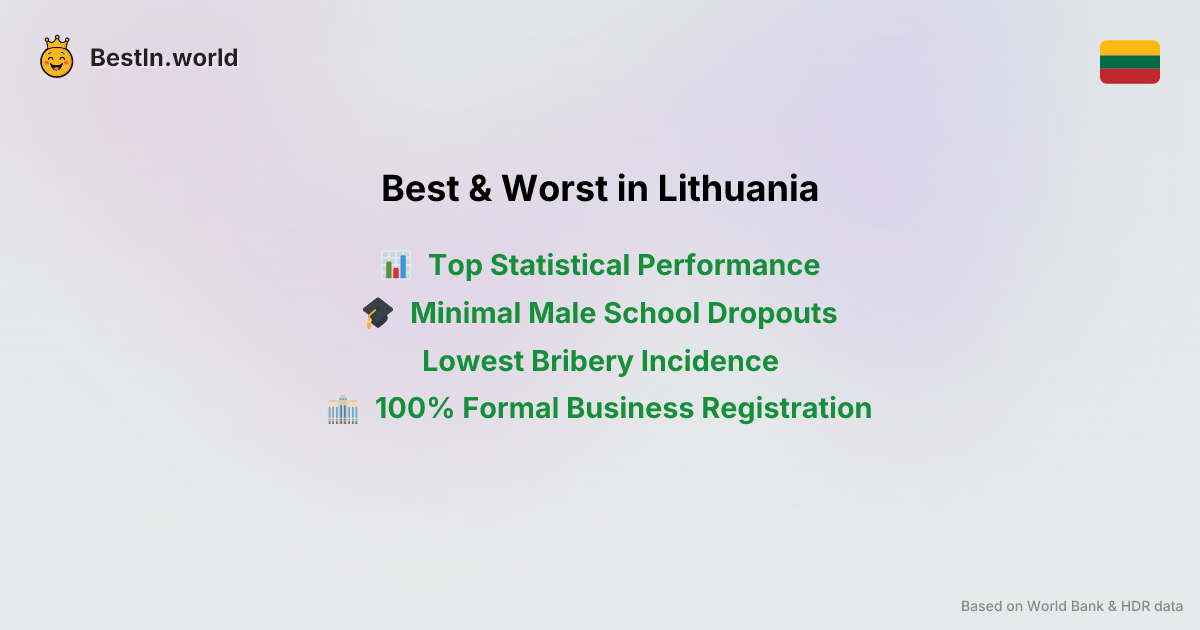 BestIn.world
Best & Worst in Lithuania
Top Statistical Performance
Minimal Male School Dropouts
Lowest Bribery Incidence
100% Formal Business Registration
Based on World Bank & HDR data